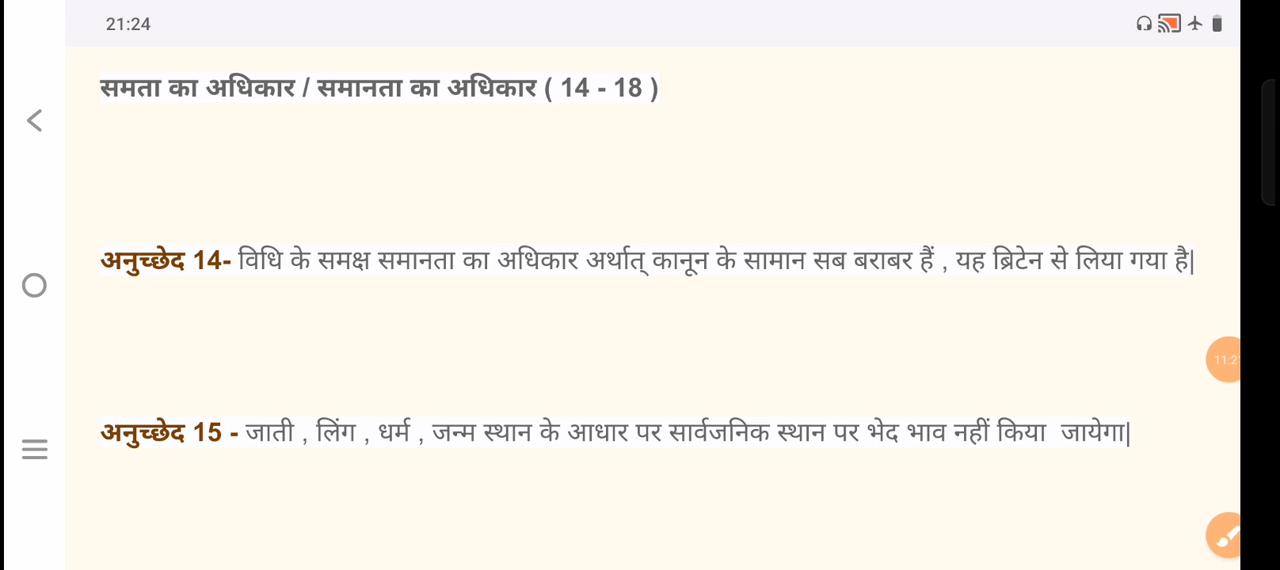 21:24
समता का अधिकार / समानता का अधिकार ( 14 - 18 )
अनुच्छेद 14- विधि के समक्ष समानता का अधिकार अर्थात् कानून के सामान सब बराबर हैं , यह ब्रिटेन से लिया गया है|
अनुच्छेद 15 - जाती , लिंग , धर्म , जन्म स्थान के आधार पर सार्वजनिक स्थान पर भेद भाव नहीं किया जायेगा|